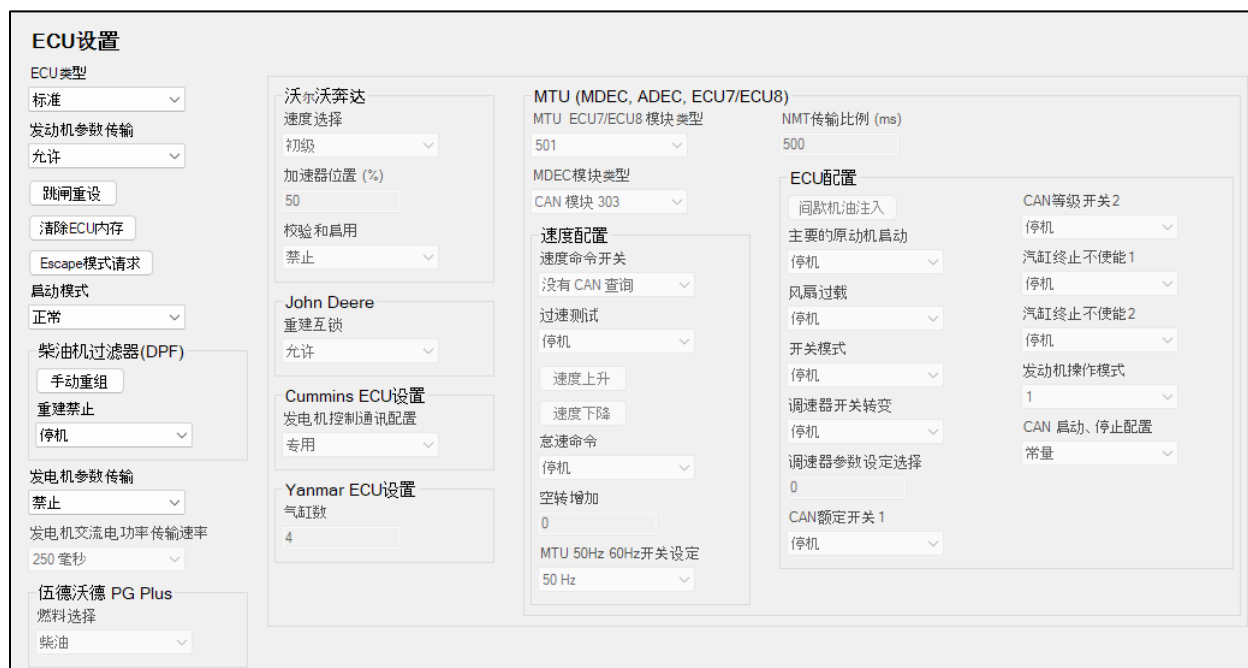 ECU设置
ECU类型
标准
发动机参数传输
允许
跳闸重设
清除ECU内存
Escape模式请求
启动模式
正常
柴油机过滤器(DPF)
手动重组
重建禁止
停机
发电机参数传输
禁止
发电机交流电功率传输速率
250 毫秒
伍德沃德 PG Plus
燃料选择
柴油
沃尔沃奔达
速度选择
初级
加速器位置 (%)
50
校验和启用
禁止
John Deere
重建互锁
允许
Cummins ECU设置
发电机控制通讯配置
专用
Yanmar ECU设置
气缸数
4
MTU (MDEC, ADEC, ECU7/ECU8)
MTU ECU7/ECU8 模块类型
501
MDEC模块类型
CAN 模块 303
速度配置
速度命令开关
没有 CAN 查询
过速测试
停机
速度上升
速度下降
怠速命令
停机
空转增加
0
MTU 50Hz 60Hz开关设定
50 Hz
NMT传输比例 (ms)
500
ECU配置
间歇机油注入
主要的原动机启动
停机
风扇过载
停机
开关模式
停机
调速器开关转变
停机
调速器参数设定选择
0
CAN额定开关 1
停机
CAN等级开关2
停机
汽缸终止不使能1
停机
汽缸终止不使能2
停机
发动机操作模式
1
CAN 启动、停止配置
常量